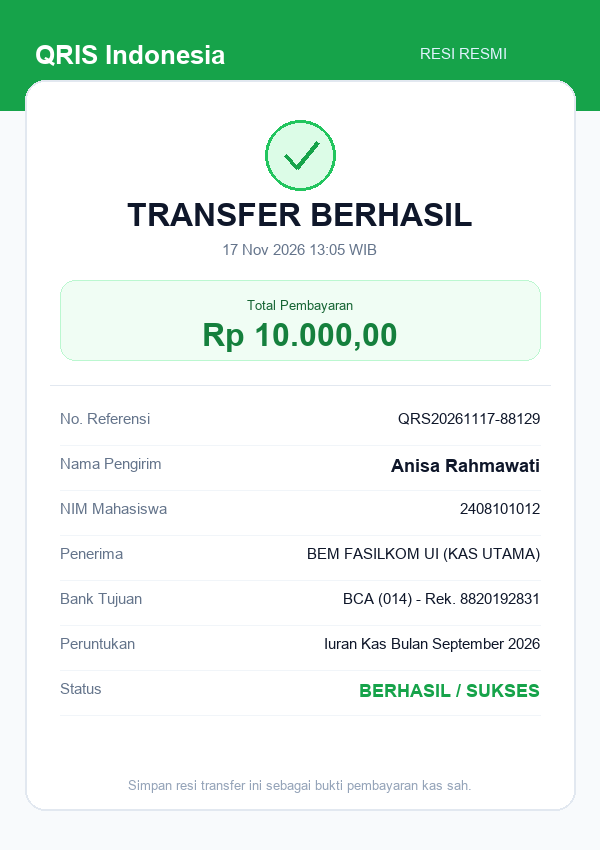 QRIS Indonesia
RESI RESMI
TRANSFER BERHASIL
17 Nov 2026 13:05 WIB
Total Pembayaran
Rp 10.000,00
No. Referensi QRS20261117-88129
Nama Pengirim Anisa Rahmawati
NIM Mahasiswa 2408101012
Penerima BEM FASILKOM UI (KAS UTAMA)
Bank Tujuan BCA (014) - Rek. 8820192831
Peruntukan Iuran Kas Bulan September 2026
Status BERHASIL / SUKSES
Simpan resi transfer ini sebagai bukti pembayaran kas sah.